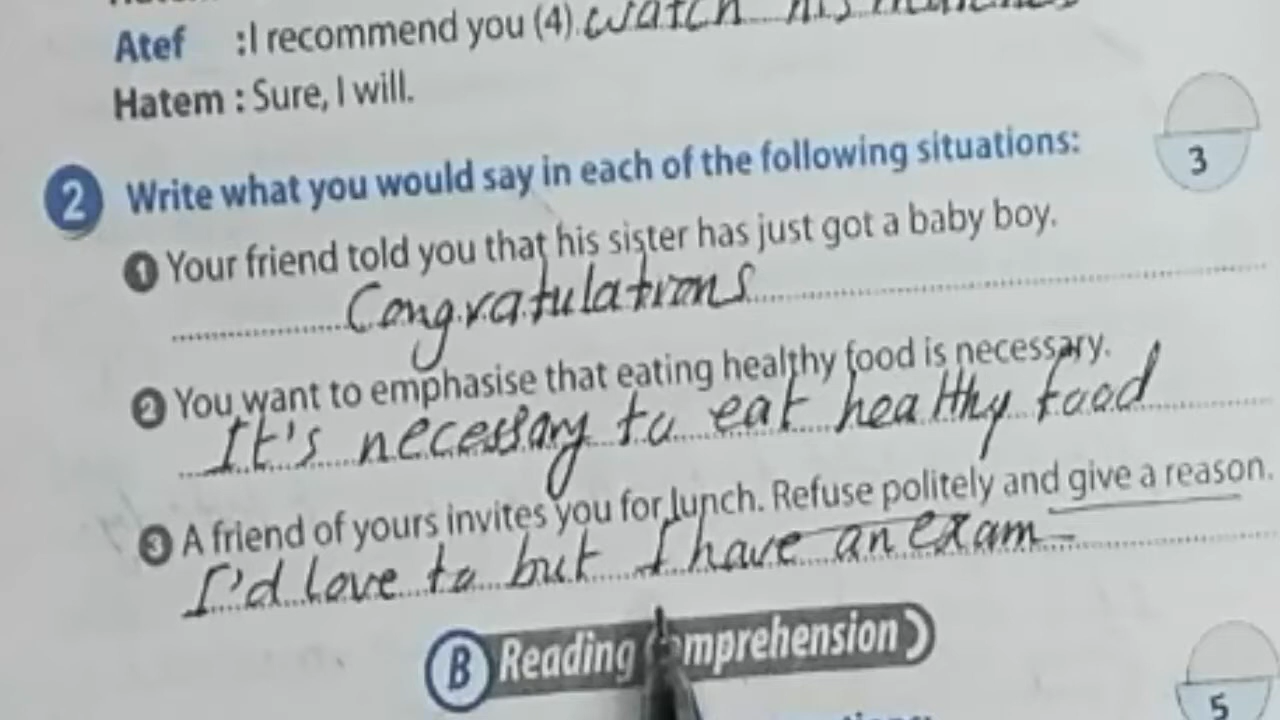 Atef :I recommend you (4) watch his matches
Hatem : Sure, I will.
3
2 Write what you would say in each of the following situations:
1 Your friend told you that his sister has just got a baby boy.
Congratulations
2 You want to emphasise that eating healthy food is necessary.
It's necessary to eat healthy food
3 A friend of yours invites you for lunch. Refuse politely and give a reason.
I'd love to but I have an exam
B Reading
5